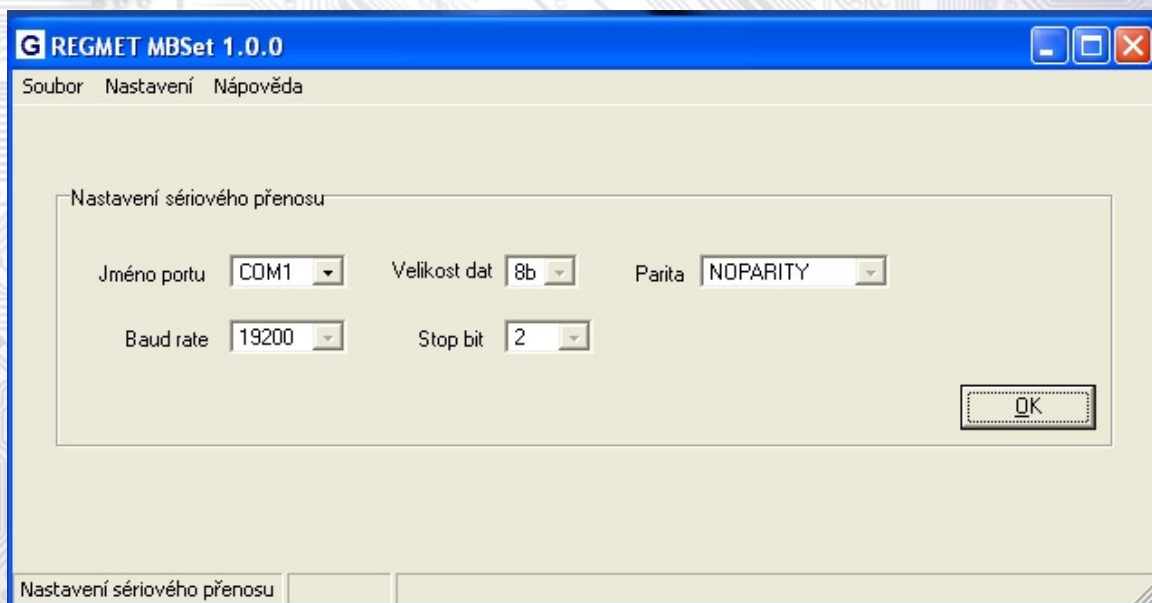 G REGMET MBSet 1.0.0
Soubor Nastavení Nápověda
Nastavení sériového přenosu
Jméno portu COM1 Velikost dat 8b Parita NOPARITY
Baud rate 19200 Stop bit 2
OK
Nastavení sériového přenosu